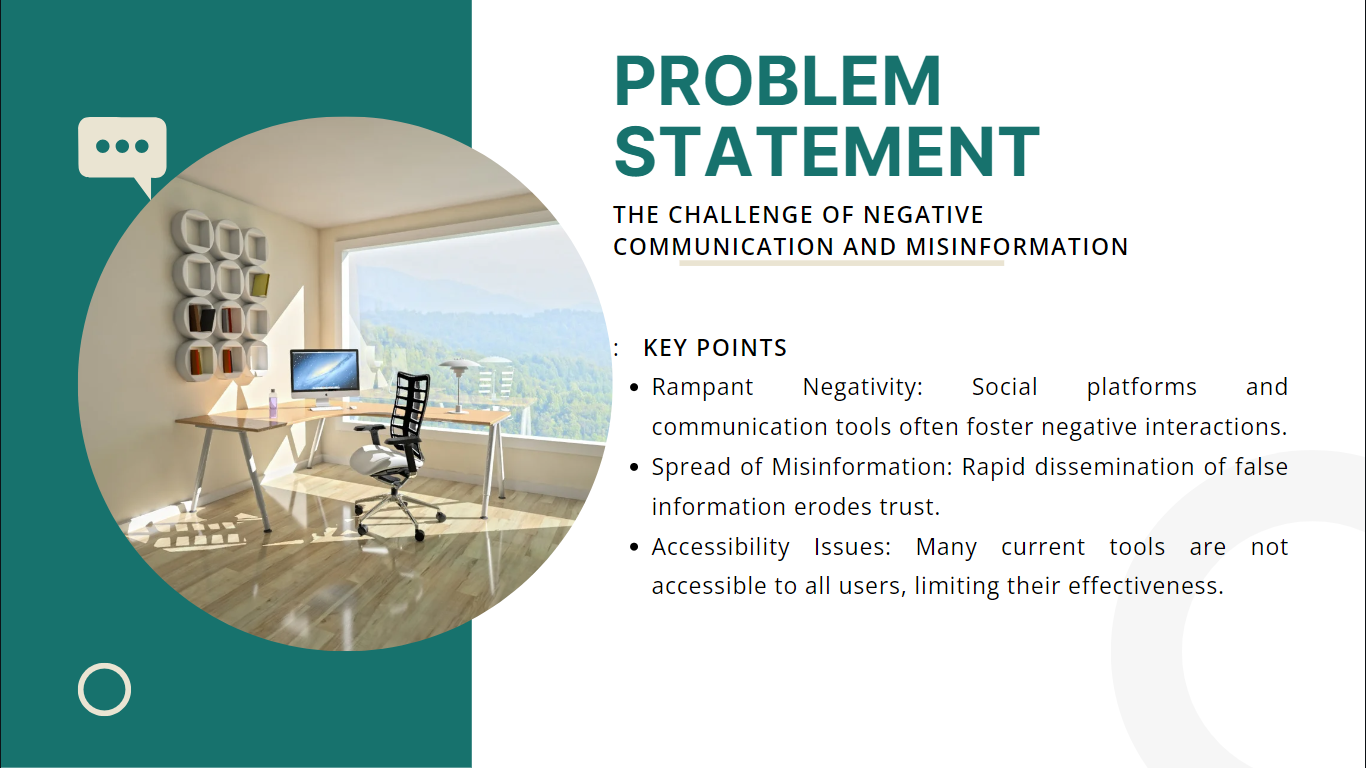 PROBLEM
STATEMENT
THE CHALLENGE OF NEGATIVE
COMMUNICATION AND MISINFORMATION
: KEY POINTS
• Rampant Negativity: Social platforms and
communication tools often foster negative interactions.
• Spread of Misinformation: Rapid dissemination of false
information erodes trust.
• Accessibility Issues: Many current tools are not
accessible to all users, limiting their effectiveness.